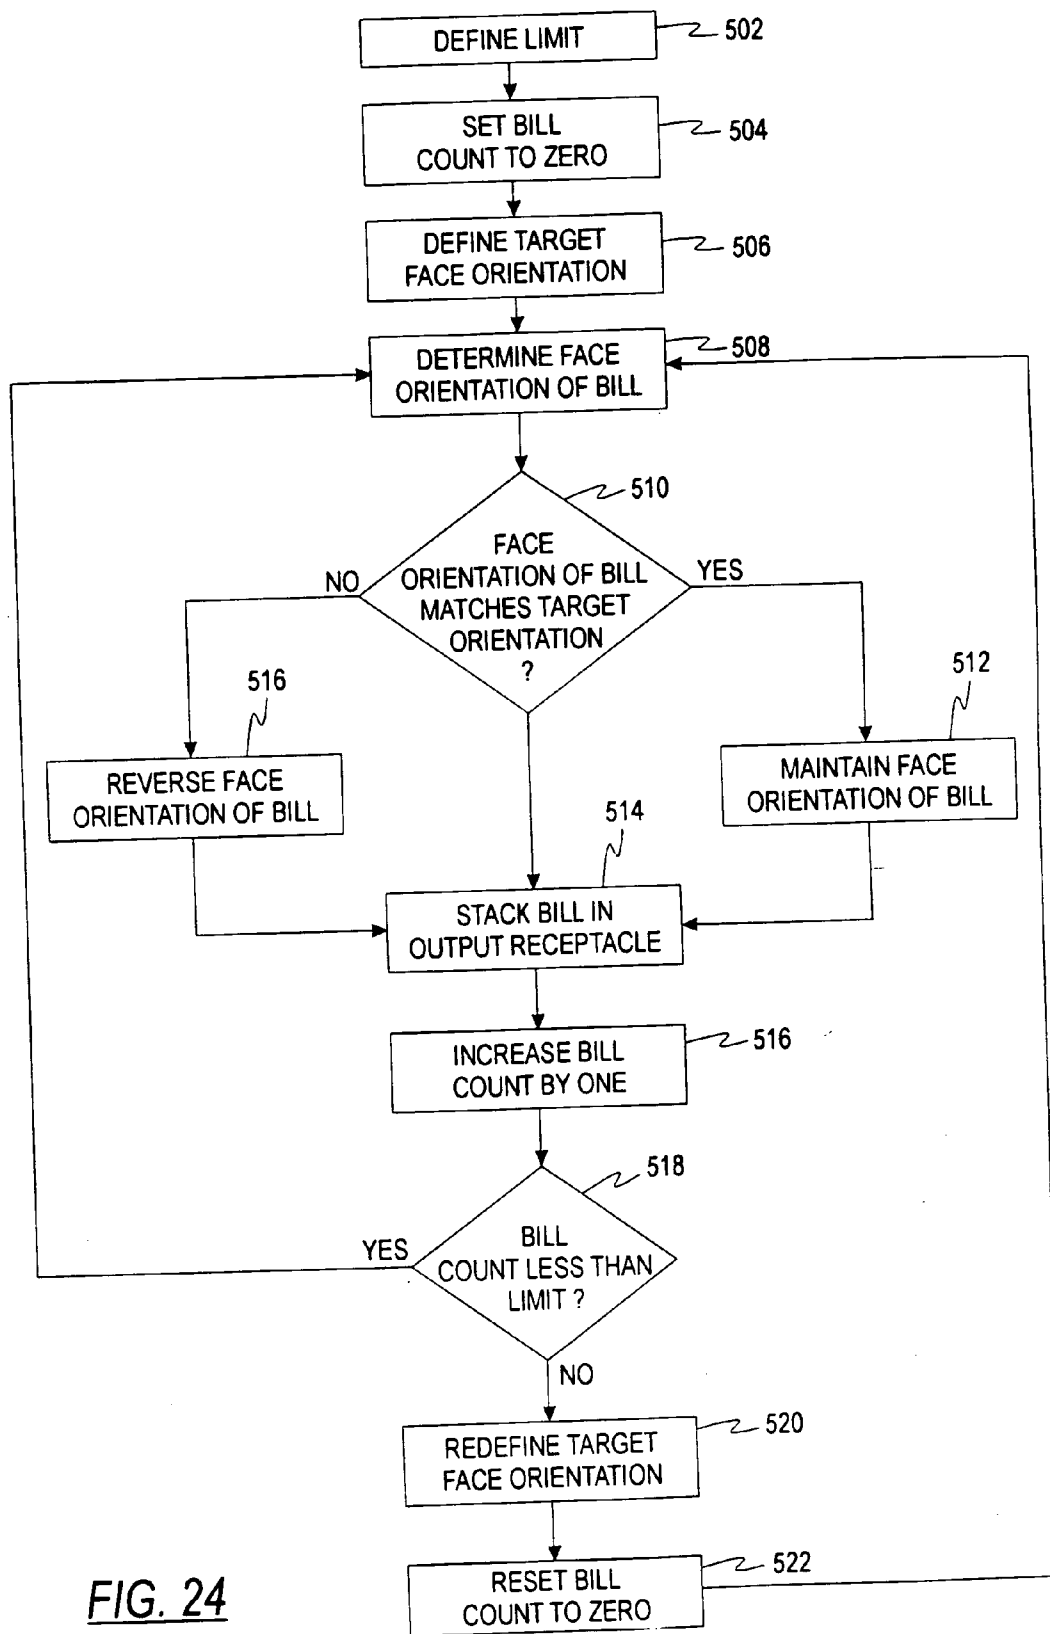 DEFINE LIMIT
502
SET BILL
COUNT TO ZERO
504
DEFINE TARGET
FACE ORIENTATION
506
DETERMINE FACE
ORIENTATION OF BILL
508
510
FACE
ORIENTATION OF BILL
MATCHES TARGET
ORIENTATION
?
NO
YES
516
REVERSE FACE
ORIENTATION OF BILL
512
MAINTAIN FACE
ORIENTATION OF BILL
514
STACK BILL IN
OUTPUT RECEPTACLE
INCREASE BILL
COUNT BY ONE
516
518
BILL
COUNT LESS THAN
LIMIT ?
YES
NO
REDEFINE TARGET
FACE ORIENTATION
520
RESET BILL
COUNT TO ZERO
522
FIG. 24